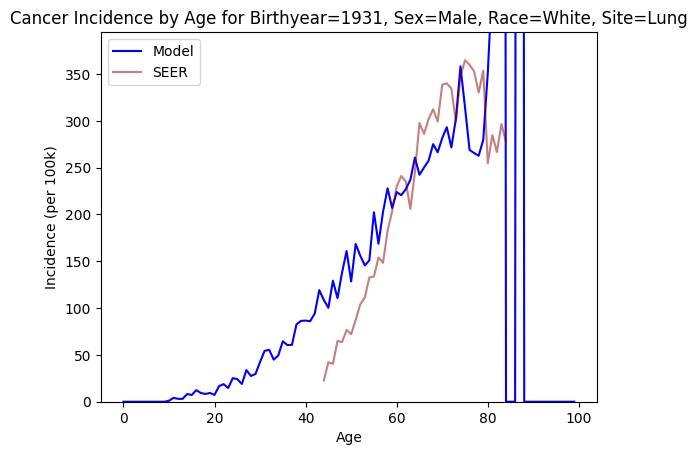 Cancer Incidence by Age for Birthyear=1931, Sex=Male, Race=White, Site=Lung
Model
SEER
350
300
250
200
150
100
50
0
Incidence (per 100k)
0 20 40 60 80 100
Age